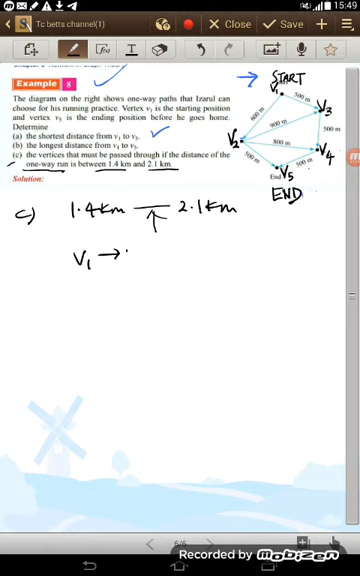 15:49
Tc betts channel(1)
Close
Save
Example 8
START
The diagram on the right shows one-way paths that Izarul can
choose for his running practice. Vertex v₁ is the starting position
and vertex v₅ is the ending position before he goes home.
Determine
(a) the shortest distance from v₁ to v₅.
(b) the longest distance from v₁ to v₅.
(c) the vertices that must be passed through if the distance of the
one-way run is between 1.4 km and 2.1 km.
Solution:
V₁
500 m
600 m
V₃
900 m
500 m
V₂
800 m
V₄
500 m
500 m
V₅
End
END
c) 1.4km — 2.1km
V₁ →
6/6
Recorded by Mobizen